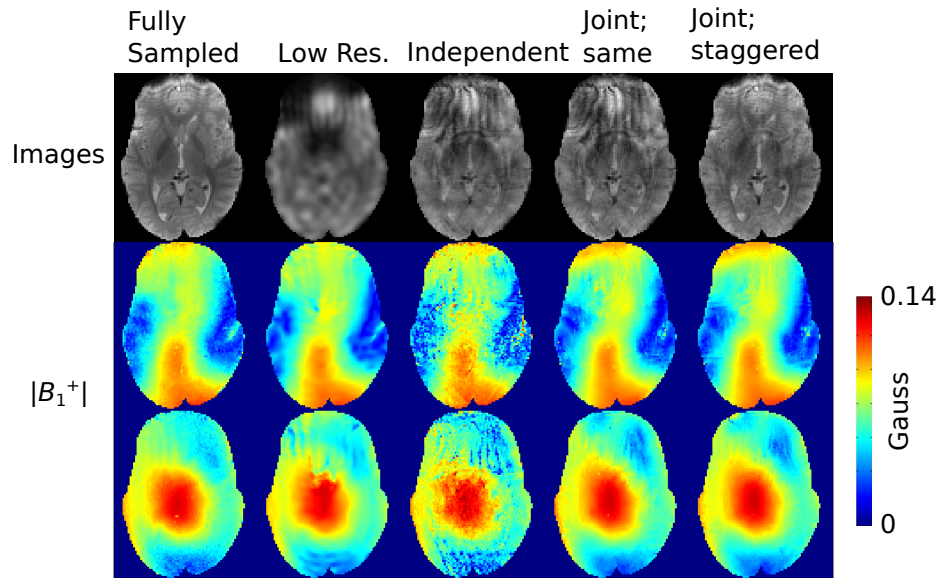 Fully
Sampled
Low Res.
Independent
Joint;
same
Joint;
staggered
Images
|B₁⁺|
0.14
Gauss
0